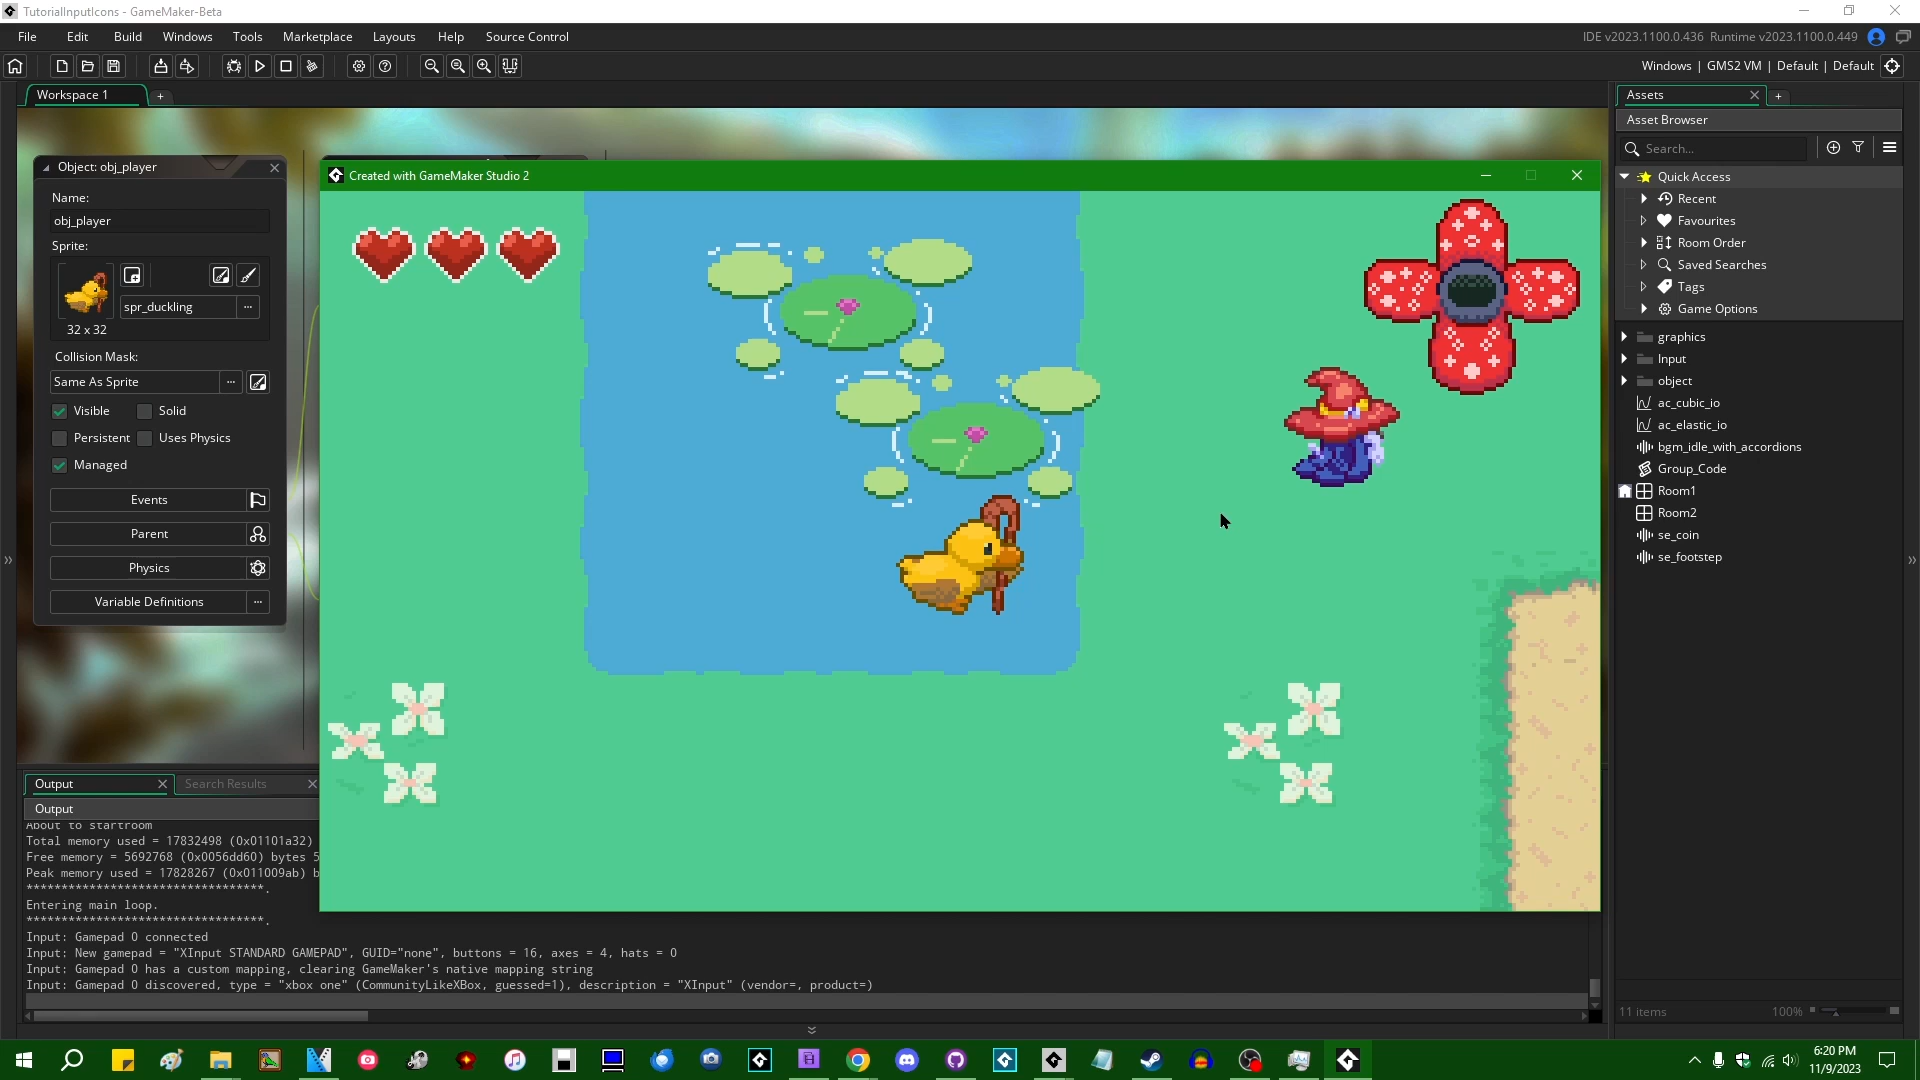 TutorialInputIcons - GameMaker-Beta
File Edit Build Windows Tools Marketplace Layouts Help Source Control
IDE v2023.1100.0.436 Runtime v2023.1100.0.449
Windows | GMS2 VM | Default | Default
Workspace 1
Assets
Asset Browser
Search...
Object: obj_player
Name:
obj_player
Sprite:
spr_duckling
32 x 32
Collision Mask:
Same As Sprite
Visible Solid
Persistent Uses Physics
Managed
Events
Parent
Physics
Variable Definitions
Created with GameMaker Studio 2
Quick Access
Recent
Favourites
Room Order
Saved Searches
Tags
Game Options
graphics
Input
object
ac_cubic_io
ac_elastic_io
bgm_idle_with_accordions
Group_Code
Room1
Room2
se_coin
se_footstep
11 items 100%
Output Search Results
Output
About to startroom
Total memory used = 17832498 (0x01101a32)
Free memory = 5692768 (0x0056dd60) bytes 5
Peak memory used = 17828267 (0x011009ab) b
*********************************.
Entering main loop.
*********************************.
Input: Gamepad 0 connected
Input: New gamepad = "XInput STANDARD GAMEPAD", GUID="none", buttons = 16, axes = 4, hats = 0
Input: Gamepad 0 has a custom mapping, clearing GameMaker's native mapping string
Input: Gamepad 0 discovered, type = "xbox one" (CommunityLikeXBox, guessed=1), description = "XInput" (vendor=, product=)
6:20 PM
11/9/2023